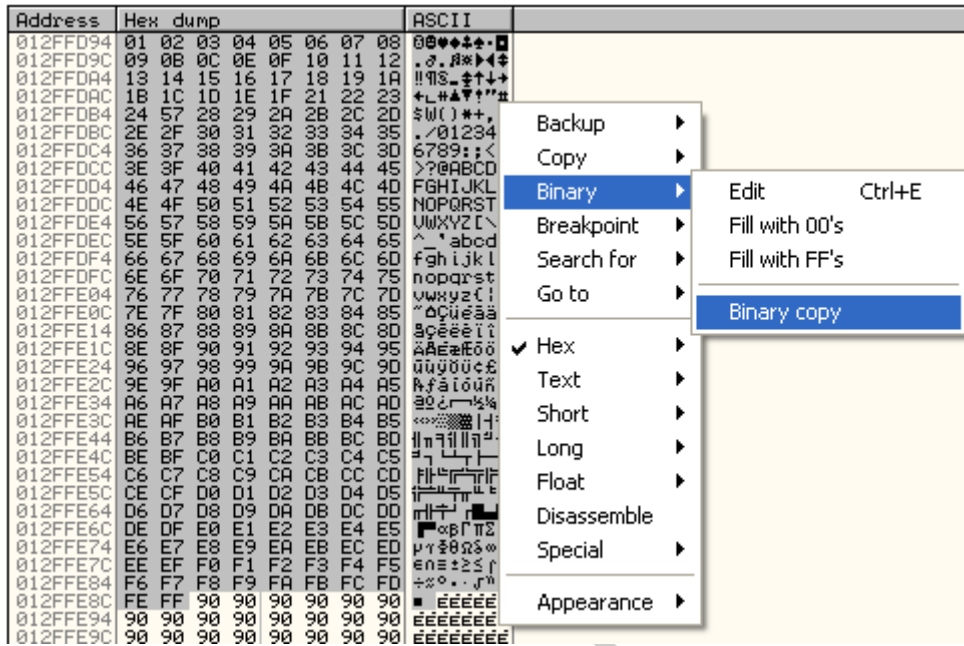 Address Hex dump ASCII
012FFD94 01 02 03 04 05 06 07 08
012FFD9C 09 0B 0C 0E 0F 10 11 12
012FFDA4 13 14 15 16 17 18 19 1A
012FFDAC 1B 1C 1D 1E 1F 21 22 23
012FFDB4 24 57 28 29 2A 2B 2C 2D $W()*+,
012FFDBC 2E 2F 30 31 32 33 34 35 ./01234
012FFDC4 36 37 38 39 3A 3B 3C 3D 6789:;<
012FFDCC 3E 3F 40 41 42 43 44 45 >?@ABCD
012FFDD4 46 47 48 49 4A 4B 4C 4D FGHIJKL
012FFDDC 4E 4F 50 51 52 53 54 55 NOPQRST
012FFDE4 56 57 58 59 5A 5B 5C 5D VWXYZ[\
012FFDEC 5E 5F 60 61 62 63 64 65 ^_`abcd
012FFDF4 66 67 68 69 6A 6B 6C 6D fghijkl
012FFDFC 6E 6F 70 71 72 73 74 75 nopqrst
012FFE04 76 77 78 79 7A 7B 7C 7D vwxyz{|
012FFE0C 7E 7F 80 81 82 83 84 85
012FFE14 86 87 88 89 8A 8B 8C 8D
012FFE1C 8E 8F 90 91 92 93 94 95
012FFE24 96 97 98 99 9A 9B 9C 9D
012FFE2C 9E 9F A0 A1 A2 A3 A4 A5
012FFE34 A6 A7 A8 A9 AA AB AC AD
012FFE3C AE AF B0 B1 B2 B3 B4 B5
012FFE44 B6 B7 B8 B9 BA BB BC BD
012FFE4C BE BF C0 C1 C2 C3 C4 C5
012FFE54 C6 C7 C8 C9 CA CB CC CD
012FFE5C CE CF D0 D1 D2 D3 D4 D5
012FFE64 D6 D7 D8 D9 DA DB DC DD
012FFE6C DE DF E0 E1 E2 E3 E4 E5
012FFE74 E6 E7 E8 E9 EA EB EC ED
012FFE7C EE EF F0 F1 F2 F3 F4 F5
012FFE84 F6 F7 F8 F9 FA FB FC FD
012FFE8C FE FF 90 90 90 90 90 90 ■ ÉÉÉÉÉ
012FFE94 90 90 90 90 90 90 90 90 ÉÉÉÉÉÉÉÉ
012FFE9C 90 90 90 90 90 90 90 90 ÉÉÉÉÉÉÉÉ
Backup
Copy
Binary
Breakpoint
Search for
Go to
Hex
Text
Short
Long
Float
Disassemble
Special
Appearance
Edit Ctrl+E
Fill with 00's
Fill with FF's
Binary copy